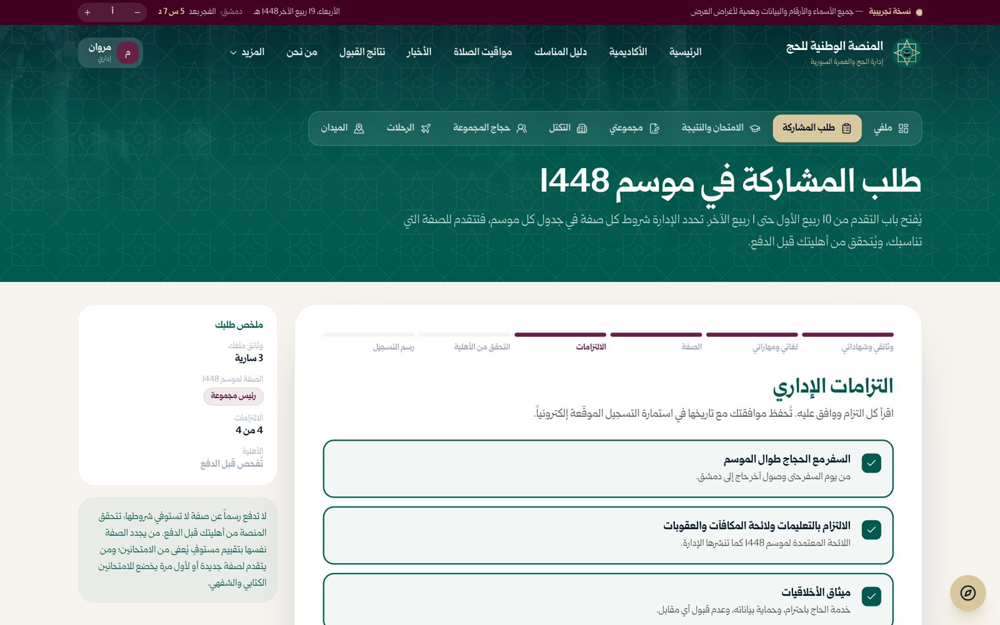 نسخة تجريبية — جميع الأسماء والأرقام والبيانات وهمية لأغراض العرض
الأربعاء، 19 ربيع الآخر 1448 هـ
دمشق: الفجر بعد 5 س 7 د
− أ +
المنصة الوطنية للحج
إدارة الحج والعمرة السورية
الرئيسية
الأكاديمية
دليل المناسك
مواقيت الصلاة
الأخبار
نتائج القبول
من نحن
المزيد
م
مروان
إداري
ملفي
طلب المشاركة
الامتحان والنتيجة
مجموعتي
التكتل
حجاج المجموعة
الرحلات
الميدان
طلب المشاركة في موسم 1448
يُفتح باب التقدم من 10 ربيع الأول حتى 1 ربيع الآخر. تحدد الإدارة شروط كل صفة في جدول كل موسم، فتتقدم للصفة التي
تناسبك، ويُتحقق من أهليتك قبل الدفع.
وثائقي وشهاداتي
لغاتي ومهاراتي
الصفة
الالتزامات
التحقق من الأهلية
رسم التسجيل
التزامات الإداري
اقرأ كل التزام ووافق عليه. تُحفظ موافقتك مع تاريخها في استمارة التسجيل الموقّعة إلكترونياً.
السفر مع الحجاج طوال الموسم
من يوم السفر حتى وصول آخر حاج إلى دمشق.
الالتزام بالتعليمات ولائحة المكافآت والعقوبات
اللائحة المعتمدة لموسم 1448 كما تنشرها الإدارة.
ميثاق الأخلاقيات
خدمة الحاج باحترام، وحماية بياناته، وعدم قبول أي مقابل.
ملخص طلبك
وثائق ملفك
3 سارية
الصفة لموسم 1448
رئيس مجموعة
الالتزامات
4 من 4
الأهلية
تُفحص قبل الدفع
لا تدفع رسماً عن صفة لا تستوفي شروطها: تتحقق
المنصة من أهليتك قبل الدفع. من يجدد الصفة
نفسها بتقييم مستوفٍ يُعفى من الامتحانين؛ ومن
يتقدم لصفة جديدة أو لأول مرة يخضع للامتحانين
الكتابي والشفهي.